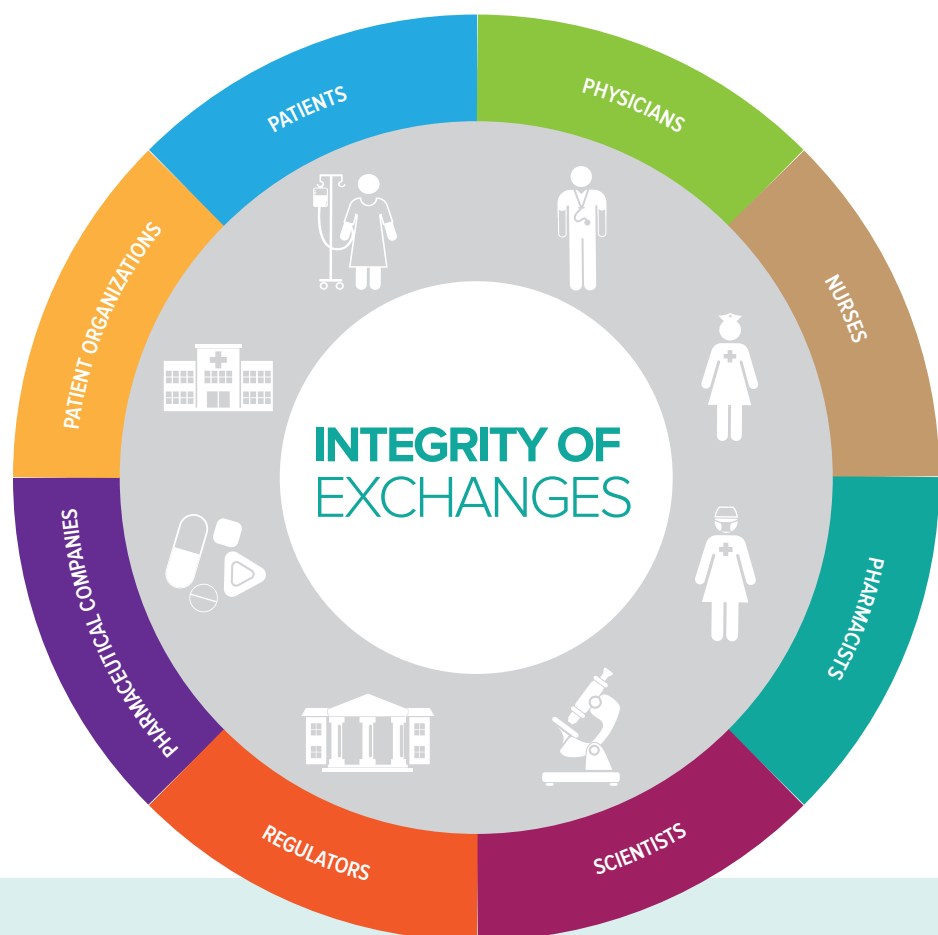 PATIENTS
PHYSICIANS
NURSES
PHARMACISTS
SCIENTISTS
REGULATORS
PHARMACEUTICAL COMPANIES
PATIENT ORGANIZATIONS
INTEGRITY OF
EXCHANGES